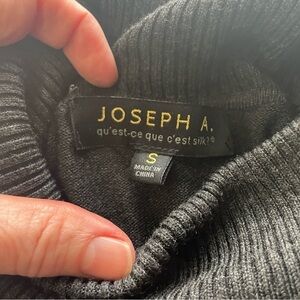 JOSEPH A.
qu'est-ce que c'est silk?®
S
MADE IN
CHINA